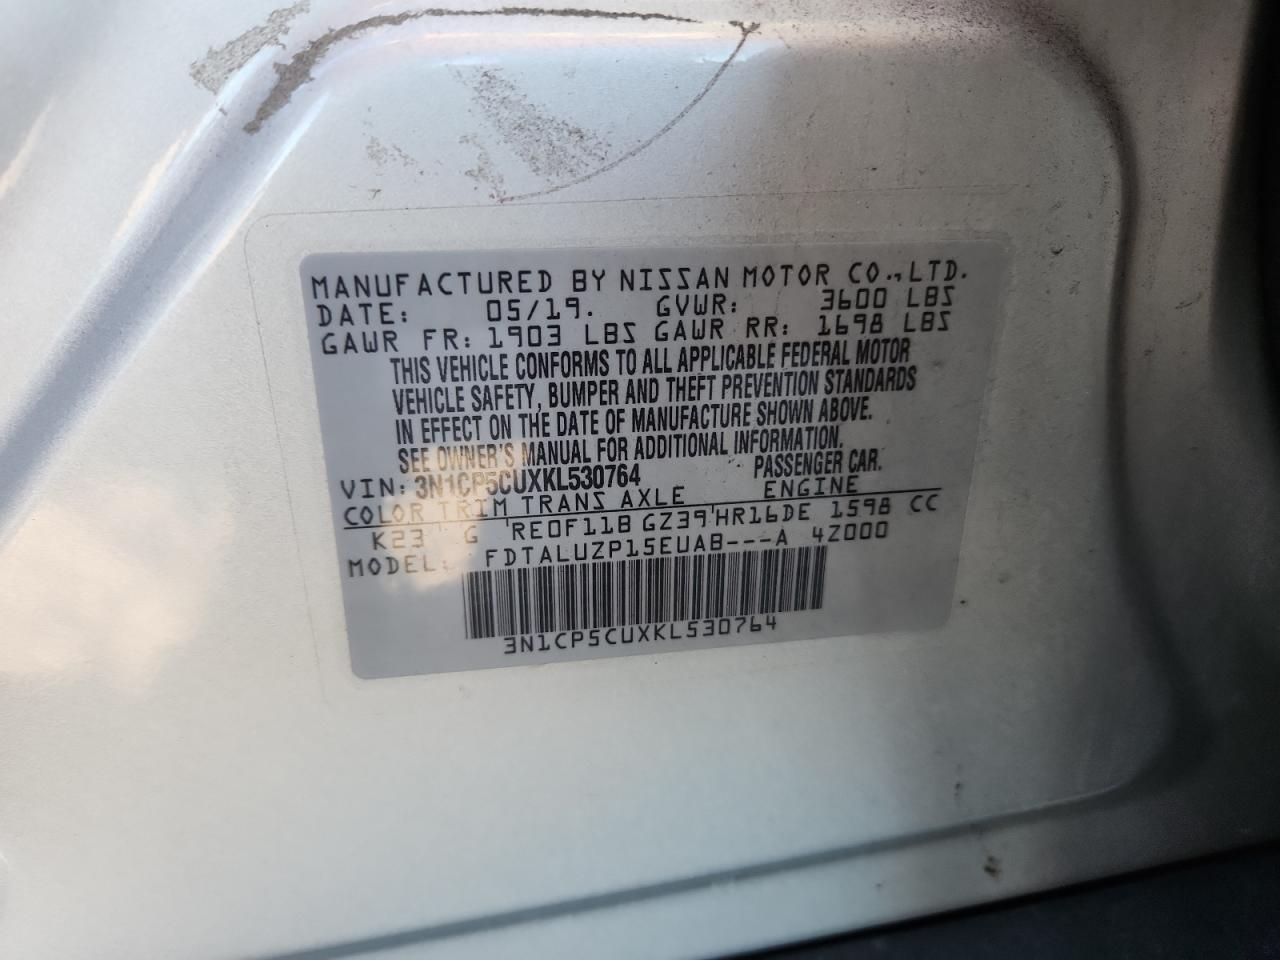 MANUFACTURED BY NISSAN MOTOR CO.,LTD.
DATE: 05/19. GVWR: 3600 LBS
GAWR FR: 1903 LBS GAWR RR: 1698 LBS
THIS VEHICLE CONFORMS TO ALL APPLICABLE FEDERAL MOTOR
VEHICLE SAFETY, BUMPER AND THEFT PREVENTION STANDARDS
IN EFFECT ON THE DATE OF MANUFACTURE SHOWN ABOVE.
SEE OWNER'S MANUAL FOR ADDITIONAL INFORMATION.
VIN: 3N1CP5CUXKL530764 PASSENGER CAR.
COLOR TRIM TRANS AXLE ENGINE
K23 G RE0F11B GZ39 HR16DE 1598 CC
MODEL: FDTALUZP15EUAB---A 4Z000
3N1CP5CUXKL530764